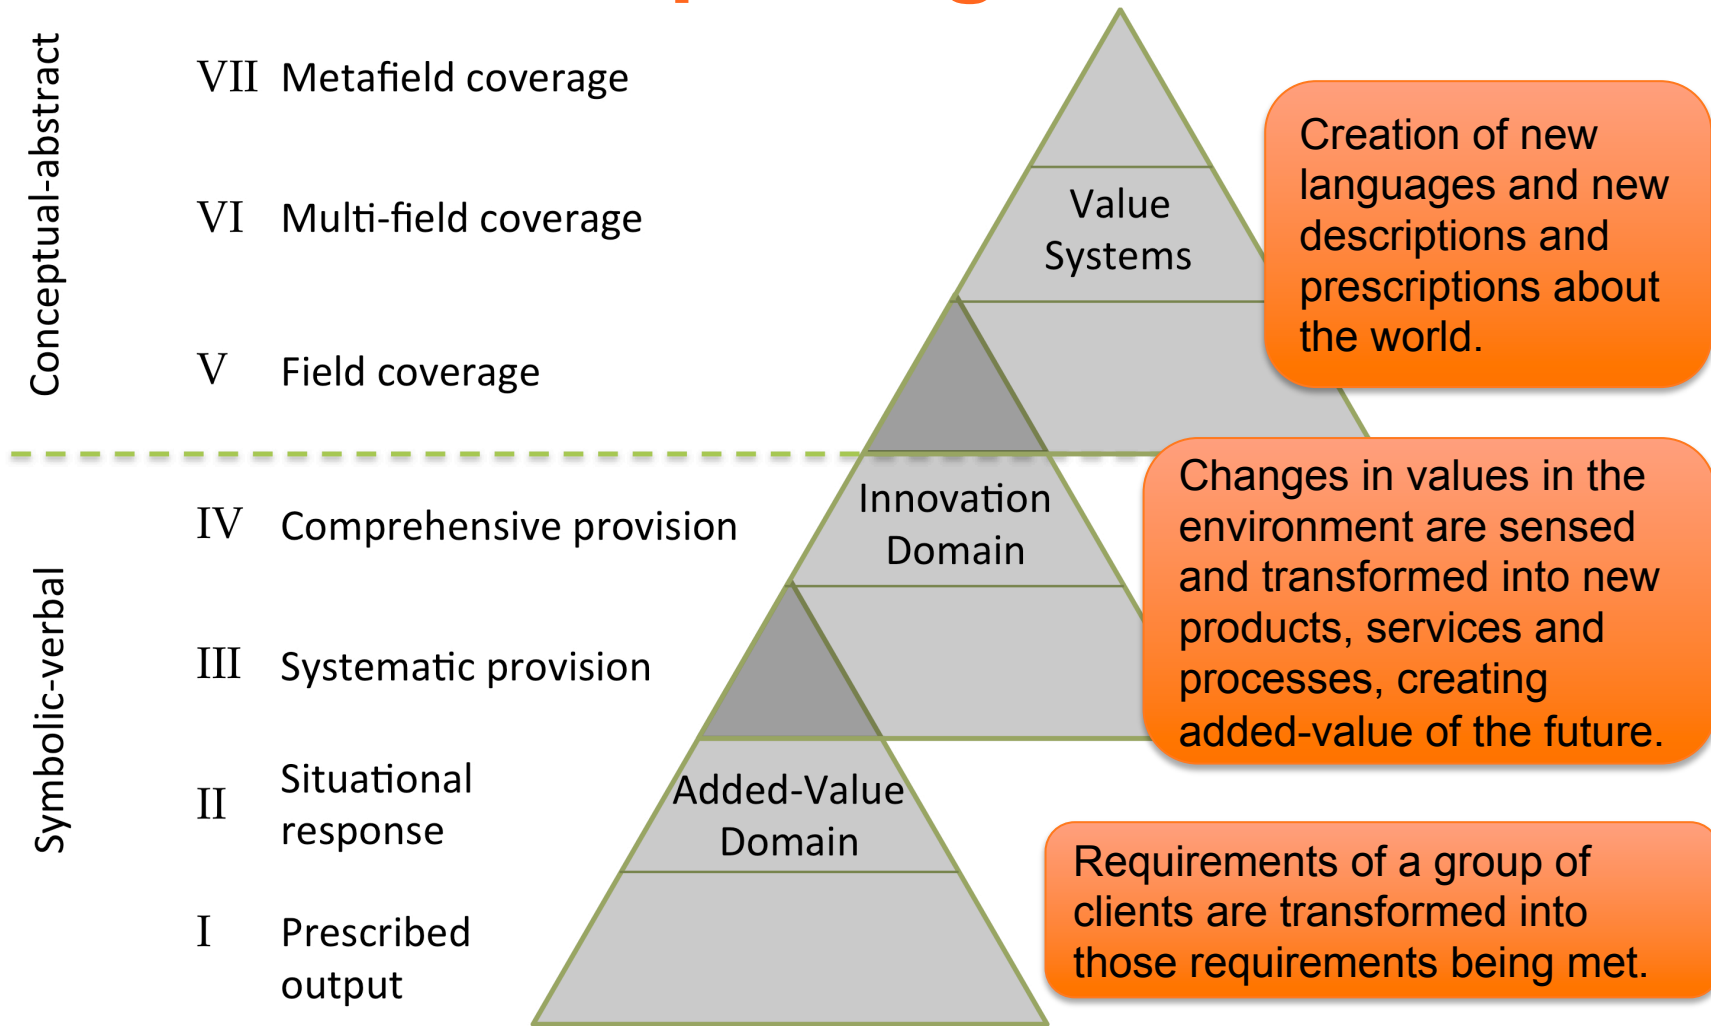 Conceptual-abstract
VII Metafield coverage
VI Multi-field coverage
V Field coverage
Symbolic-verbal
IV Comprehensive provision
III Systematic provision
II Situational
response
I Prescribed
output
Value
Systems
Innovation
Domain
Added-Value
Domain
Creation of new
languages and new
descriptions and
prescriptions about
the world.
Changes in values in the
environment are sensed
and transformed into new
products, services and
processes, creating
added-value of the future.
Requirements of a group of
clients are transformed into
those requirements being met.